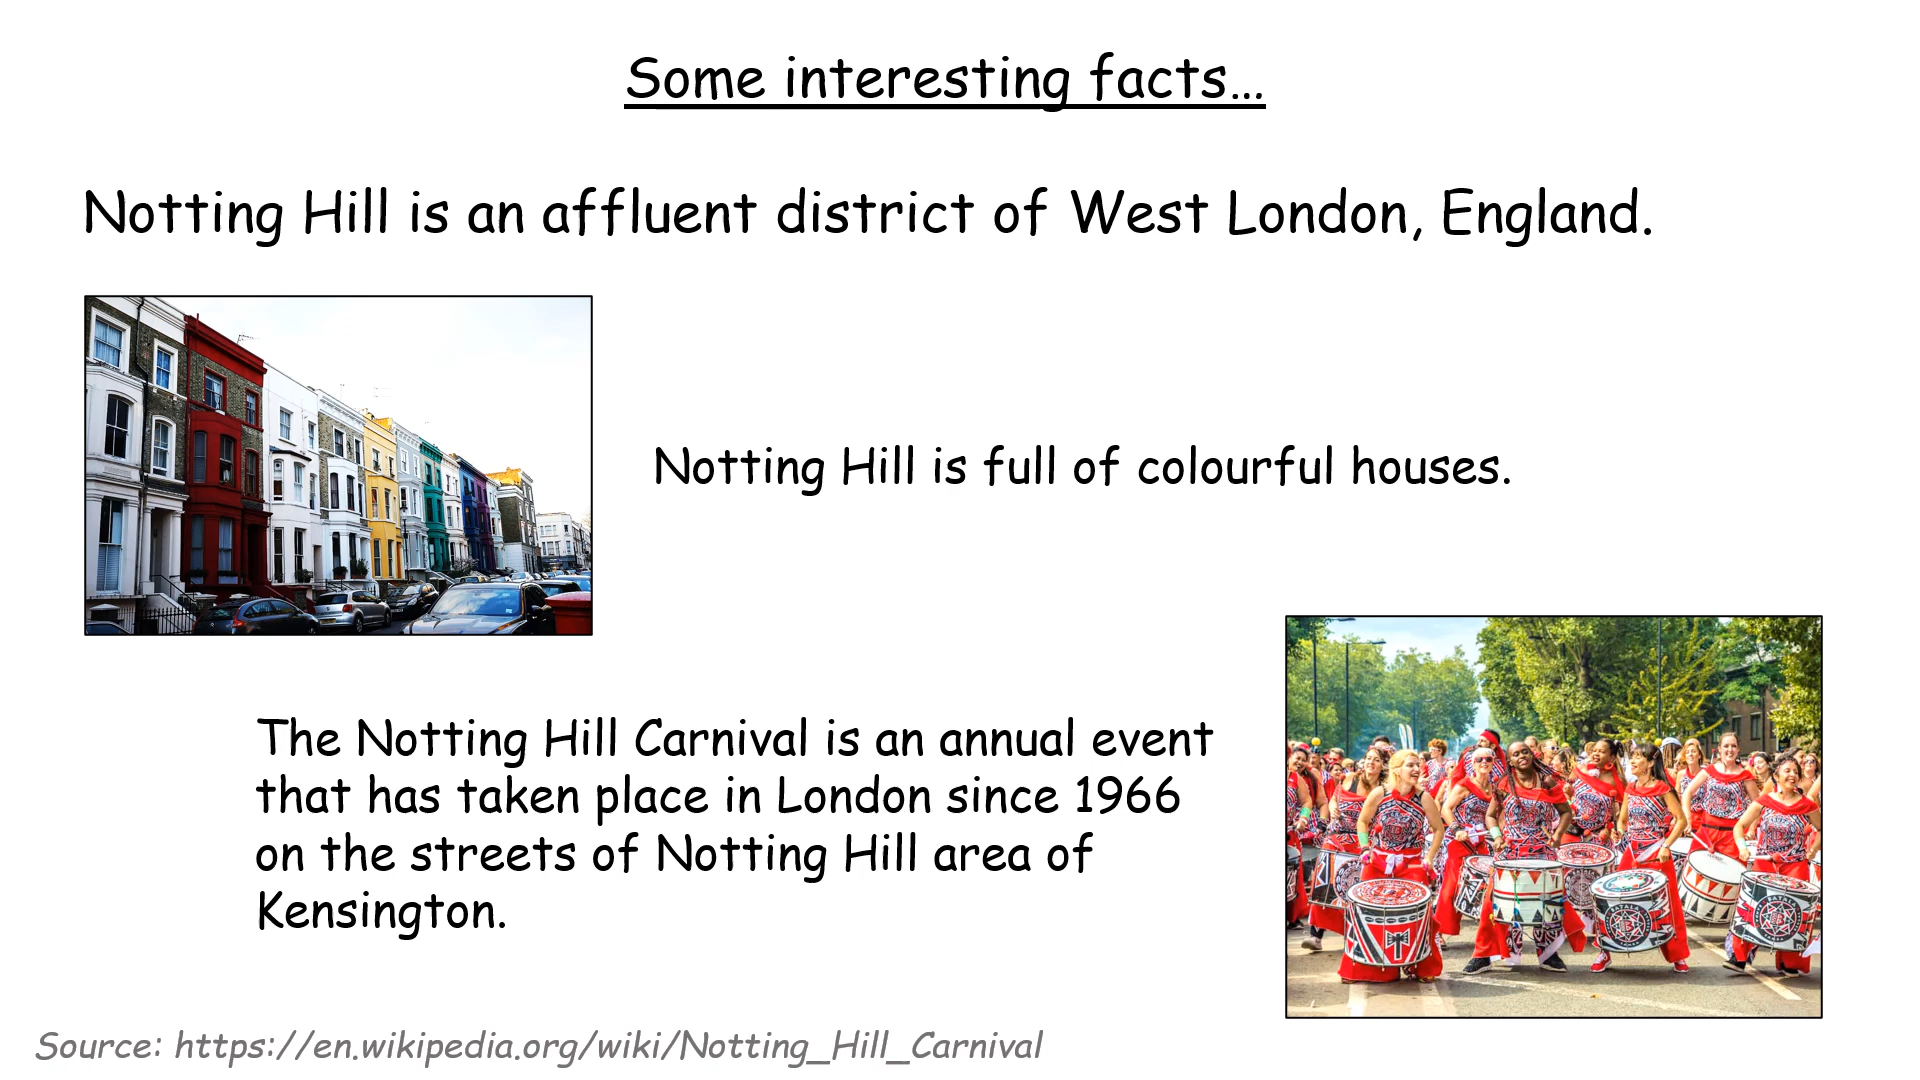 Some interesting facts…
Notting Hill is an affluent district of West London, England.
Notting Hill is full of colourful houses.
The Notting Hill Carnival is an annual event
that has taken place in London since 1966
on the streets of Notting Hill area of
Kensington.
Source: https://en.wikipedia.org/wiki/Notting_Hill_Carnival